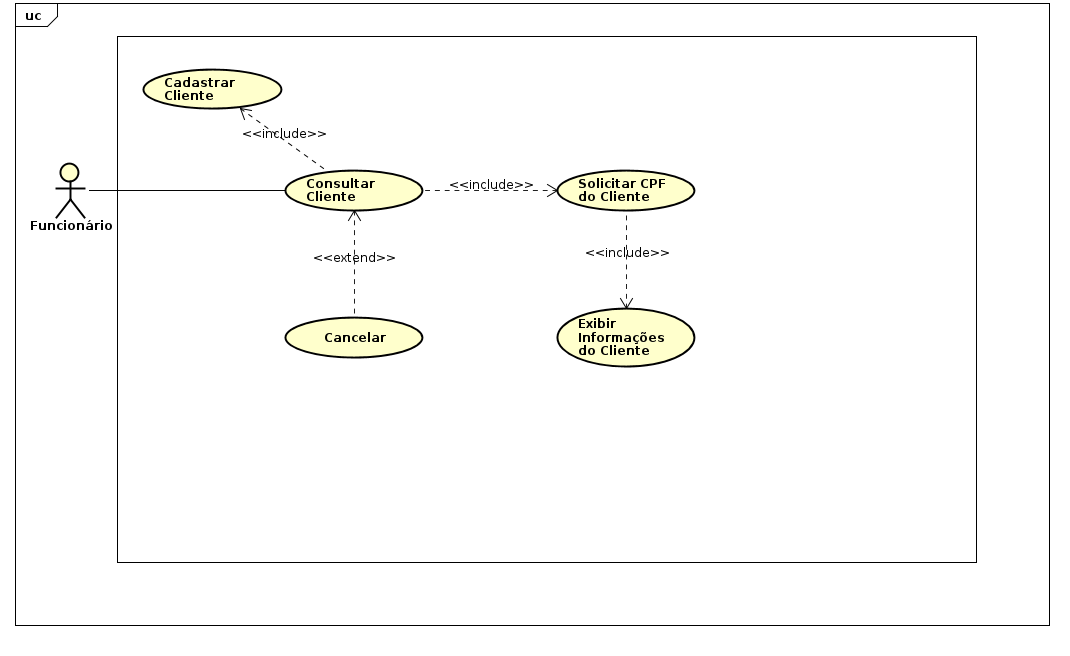 uc
Cadastrar
Cliente
<<include>>
Funcionário
Consultar
Cliente
<<include>>
Solicitar CPF
do Cliente
<<extend>>
<<include>>
Cancelar
Exibir
Informações
do Cliente